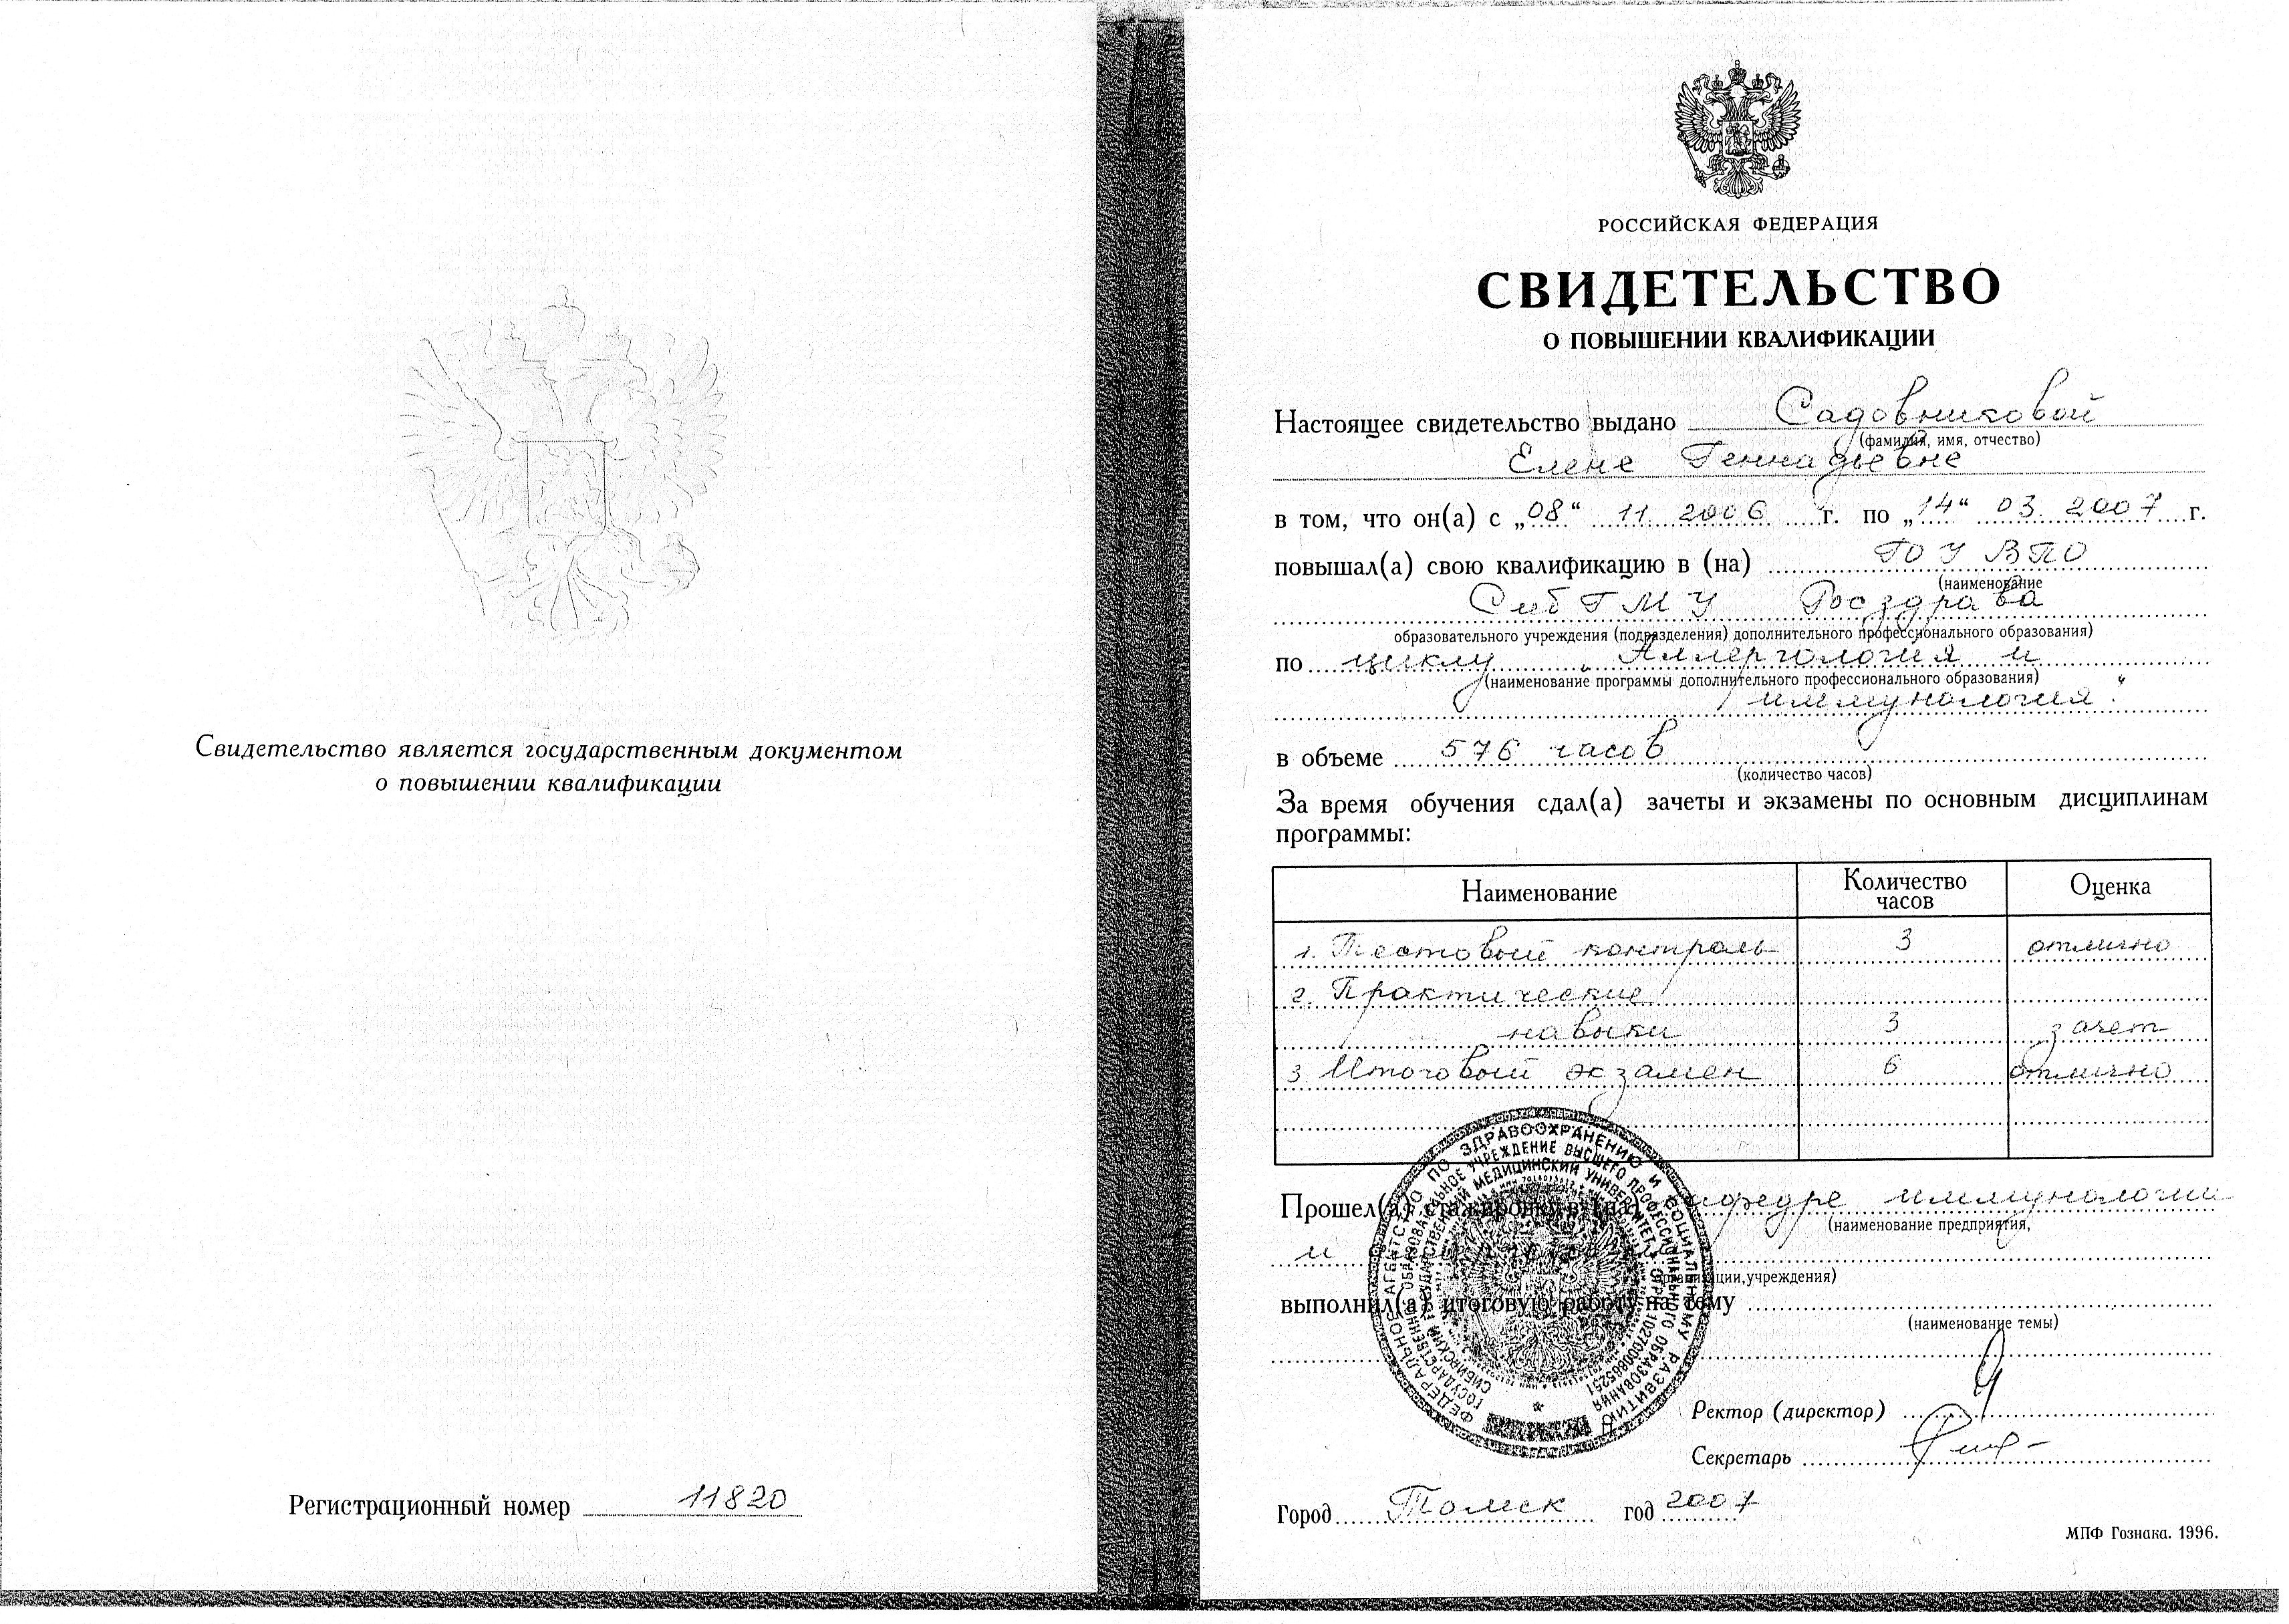 Свидетельство является государственным документом
о повышении квалификации
Регистрационный номер 11820
РОССИЙСКАЯ ФЕДЕРАЦИЯ
СВИДЕТЕЛЬСТВО
О ПОВЫШЕНИИ КВАЛИФИКАЦИИ
Настоящее свидетельство выдано Садовниковой
(фамилия, имя, отчество)
Елене Геннадьевне
в том, что он(а) с „08“ 11 2006 г. по „14“ 03 2007 г.
повышал(а) свою квалификацию в (на) ГОУ ВПО
(наименование
СибГМУ Росздрава
образовательного учреждения (подразделения) дополнительного профессионального образования)
по циклу „Аллергология и
(наименование программы дополнительного профессионального образования)
иммунология“
в объеме 576 часов
(количество часов)
За время обучения сдал(а) зачеты и экзамены по основным дисциплинам
программы:
Наименование Количество часов Оценка
1. Тестовый контроль 3 отлично
2. Практические
навыки 3 зачет
3. Итоговый экзамен 6 отлично
Прошел(а) стажировку в (на) кафедре иммунологии
(наименование предприятия,
и
организации, учреждения)
выполнил(а) итоговую работу на тему
(наименование темы)
ФЕДЕРАЛЬНОЕ АГЕНТСТВО ПО ЗДРАВООХРАНЕНИЮ И СОЦИАЛЬНОМУ РАЗВИТИЮ
ГОСУДАРСТВЕННОЕ ОБРАЗОВАТЕЛЬНОЕ УЧРЕЖДЕНИЕ ВЫСШЕГО ПРОФЕССИОНАЛЬНОГО ОБРАЗОВАНИЯ
СИБИРСКИЙ ГОСУДАРСТВЕННЫЙ МЕДИЦИНСКИЙ УНИВЕРСИТЕТ
Ректор (директор)
Секретарь
Город Томск год 2007
МПФ Гознака. 1996.